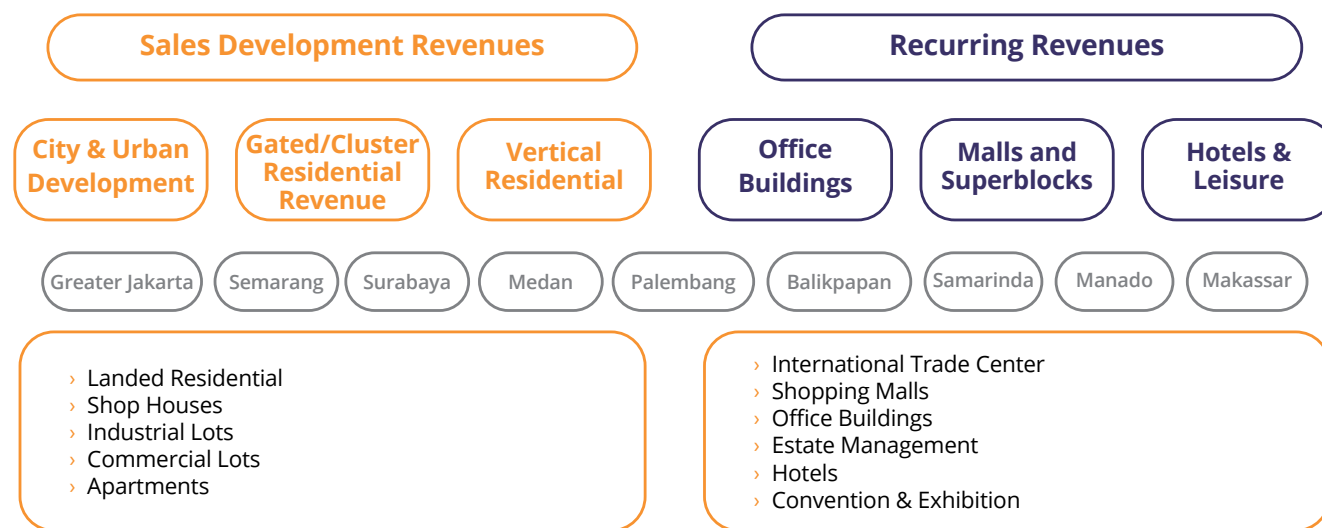 Sales Development Revenues
Recurring Revenues
City & Urban
Development
Gated/Cluster
Residential
Revenue
Vertical
Residential
Office
Buildings
Malls and
Superblocks
Hotels &
Leisure
Greater Jakarta
Semarang
Surabaya
Medan
Palembang
Balikpapan
Samarinda
Manado
Makassar
› Landed Residential
› Shop Houses
› Industrial Lots
› Commercial Lots
› Apartments
› International Trade Center
› Shopping Malls
› Office Buildings
› Estate Management
› Hotels
› Convention & Exhibition